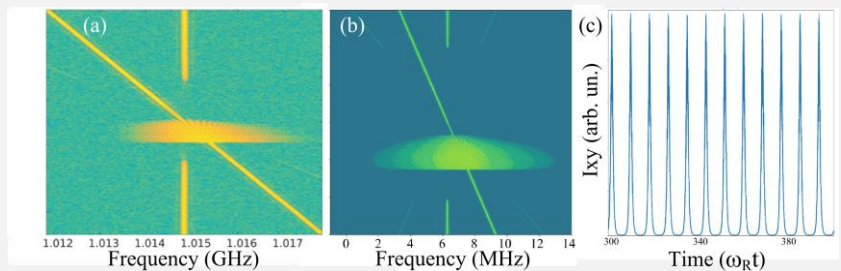 (a)
(b)
(c)
Ixy (arb. un.)
1.012 1.013 1.014 1.015 1.016 1.017
0 2 4 6 8 10 12 14
300 340 380
Frequency (GHz)
Frequency (MHz)
Time (ωRt)